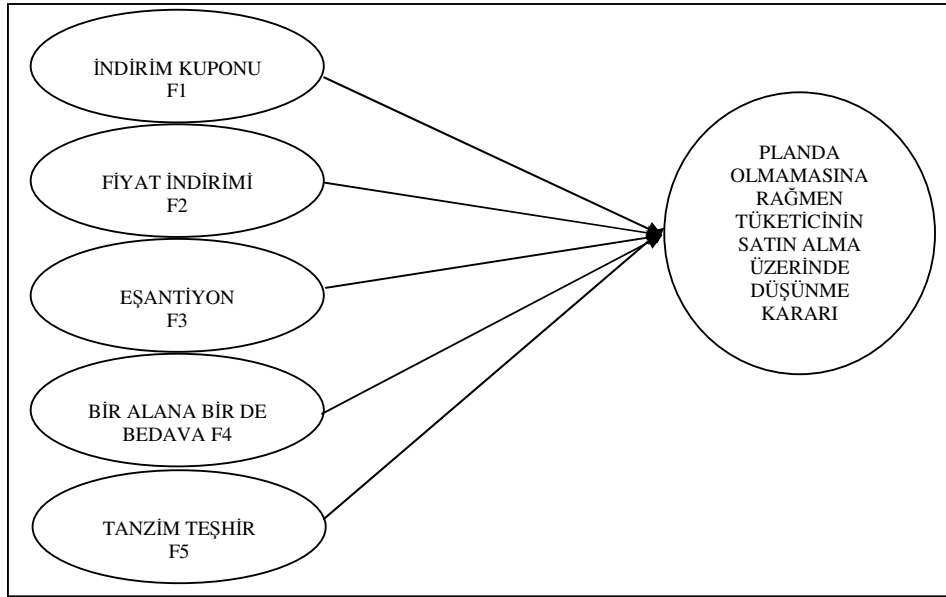 İNDİRİM KUPONU
F1
FİYAT İNDİRİMİ
F2
EŞANTİYON
F3
BİR ALANA BİR DE
BEDAVA F4
TANZİM TEŞHİR
F5
PLANDA
OLMAMASINA
RAĞMEN
TÜKETİCİNİN
SATIN ALMA
ÜZERİNDE
DÜŞÜNME
KARARI